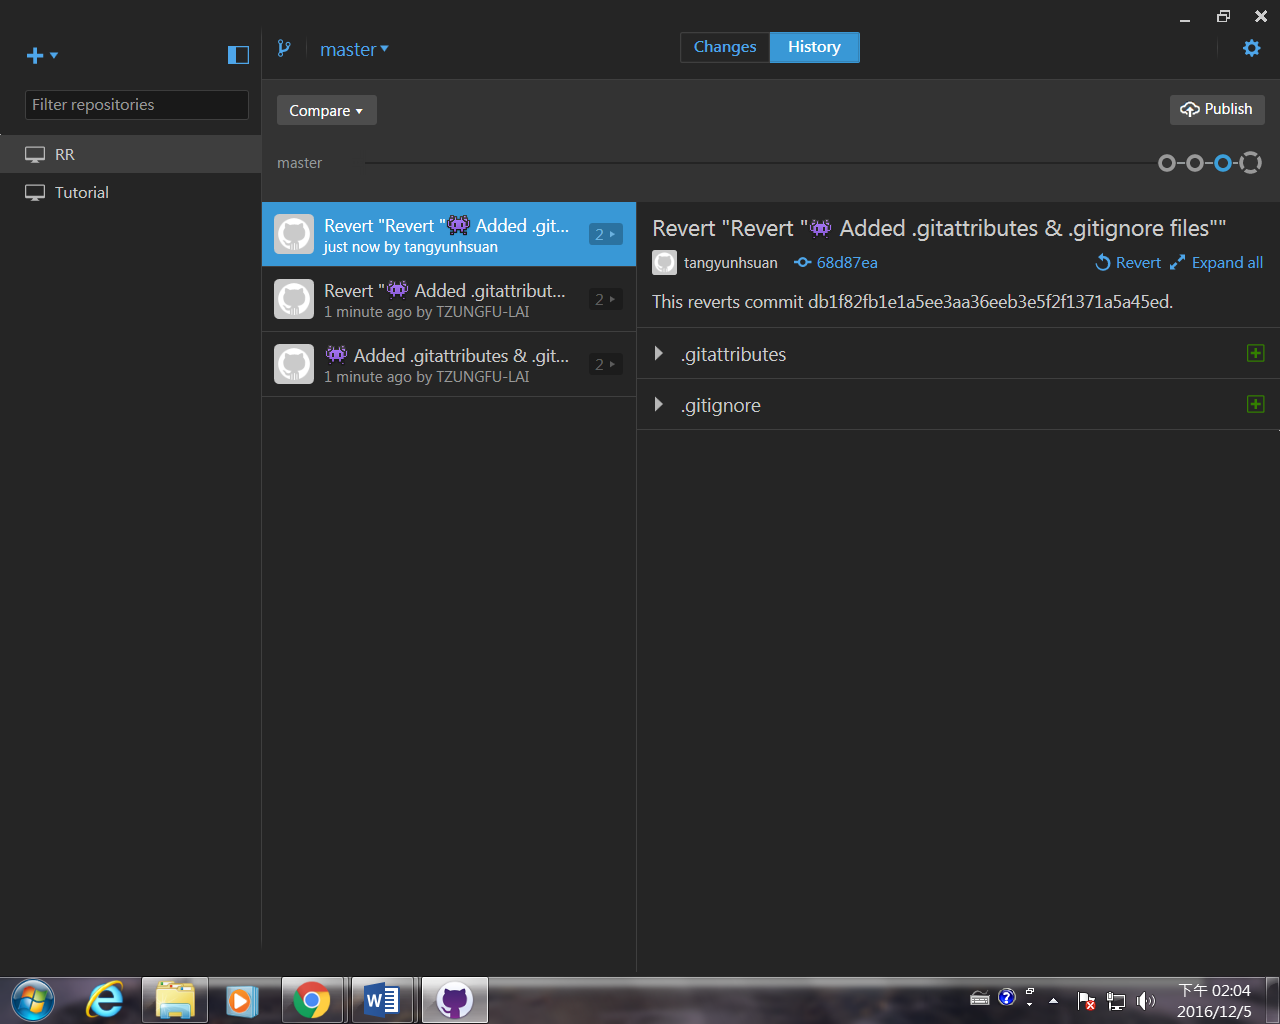 master
Changes
History
Filter repositories
Compare
Publish
RR
master
Tutorial
Revert "Revert "👾 Added .git...
just now by tangyunhsuan
2
Revert "👾 Added .gitattribut...
1 minute ago by TZUNGFU-LAI
2
👾 Added .gitattributes & .git...
1 minute ago by TZUNGFU-LAI
2
Revert "Revert "👾 Added .gitattributes & .gitignore files""
tangyunhsuan
68d87ea
Revert
Expand all
This reverts commit db1f82fb1e1a5ee3aa36eeb3e5f2f1371a5a45ed.
.gitattributes
.gitignore
下午 02:04
2016/12/5